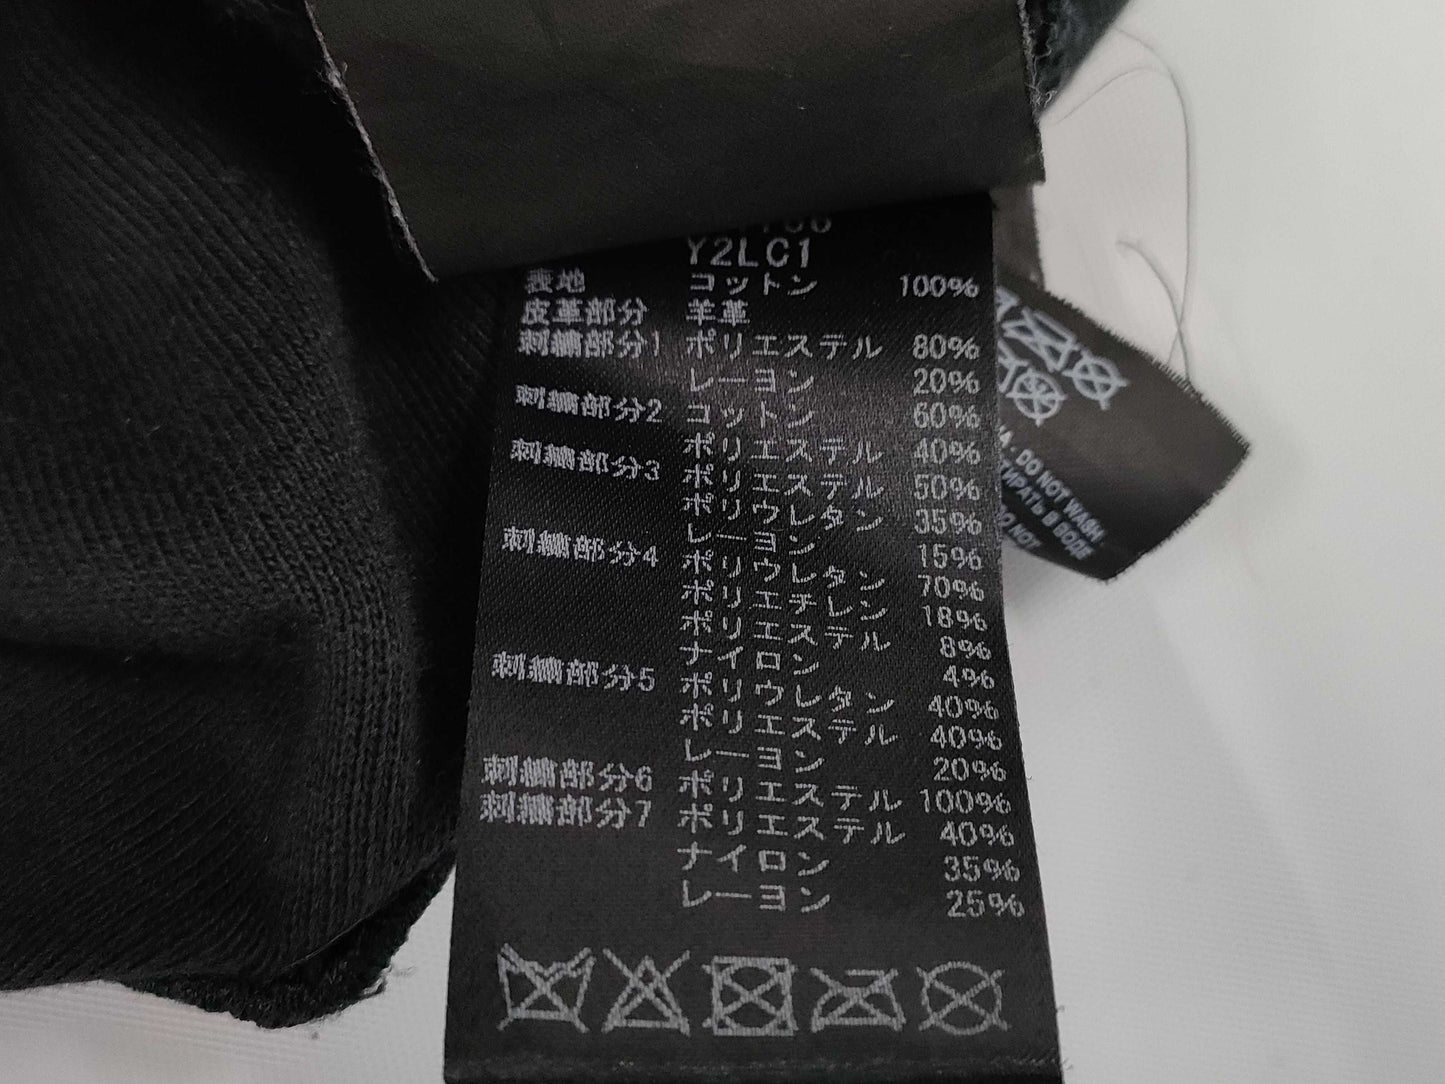 Y2LC1
表地 コットン 100%
皮革部分 羊革
刺繍部分1 ポリエステル 80%
レーヨン 20%
刺繍部分2 コットン 60%
ポリエステル 40%
刺繍部分3 ポリエステル 50%
ポリウレタン 35%
レーヨン 15%
刺繍部分4 ポリウレタン 70%
ポリエチレン 18%
ポリエステル 8%
ナイロン 4%
刺繍部分5 ポリウレタン 40%
ポリエステル 40%
レーヨン 20%
刺繍部分6 ポリエステル 100%
刺繍部分7 ポリエステル 40%
ナイロン 35%
レーヨン 25%
- DO NOT WASH
В ВОДЕ
NOT